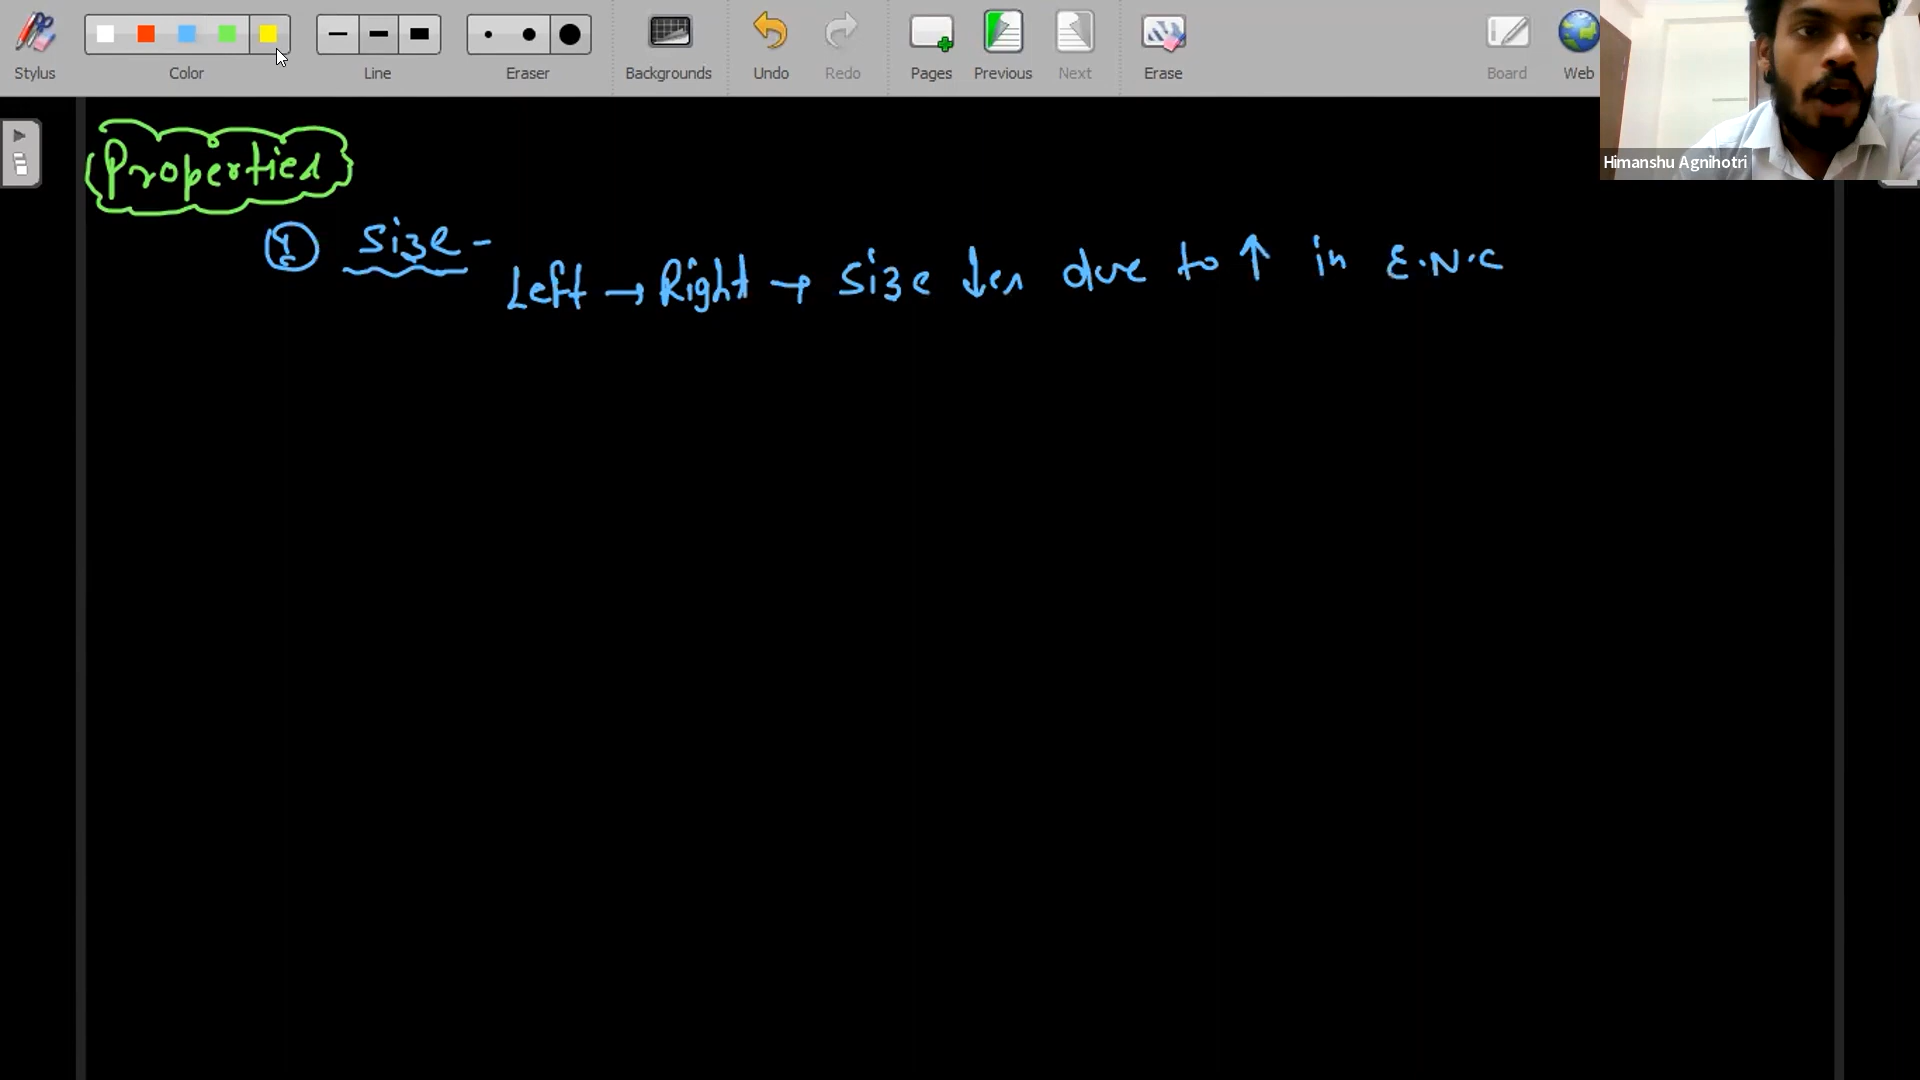 Stylus Color Line Eraser Backgrounds Undo Redo Pages Previous Next Erase Board Web
Himanshu Agnihotri
Properties
Size -
Left → Right → Size ↓es due to ↑ in E.N.C